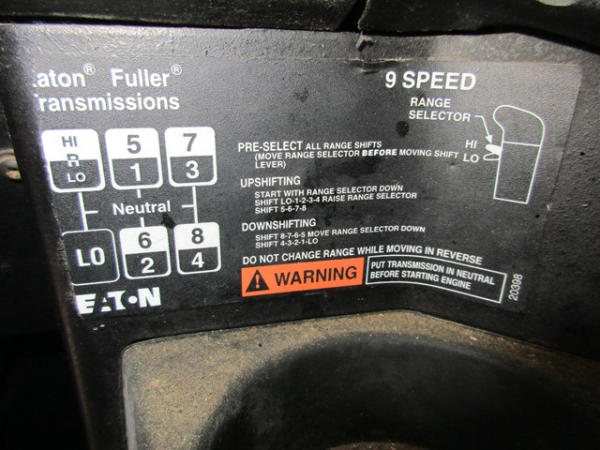 aton® Fuller®
ransmissions
9 SPEED
RANGE
SELECTOR
HI
LO
HI
R
LO
5
1
7
3
Neutral
LO
6
2
8
4
PRE-SELECT ALL RANGE SHIFTS
(MOVE RANGE SELECTOR BEFORE MOVING SHIFT
LEVER)
UPSHIFTING
START WITH RANGE SELECTOR DOWN
SHIFT LO-1-2-3-4 RAISE RANGE SELECTOR
SHIFT 5-6-7-8
DOWNSHIFTING
SHIFT 8-7-6-5 MOVE RANGE SELECTOR DOWN
SHIFT 4-3-2-1-LO
DO NOT CHANGE RANGE WHILE MOVING IN REVERSE
WARNING
PUT TRANSMISSION IN NEUTRAL
BEFORE STARTING ENGINE
EATON
20398